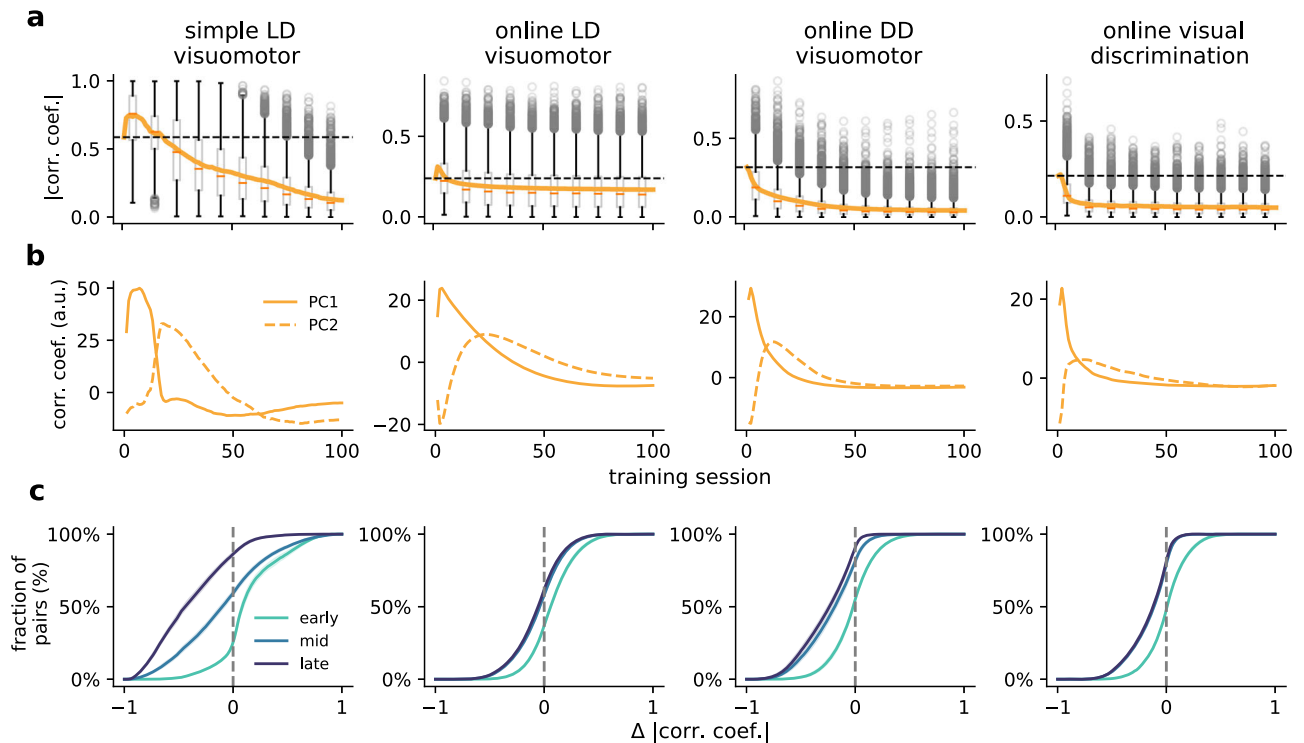 a
simple LD
visuomotor
online LD
visuomotor
online DD
visuomotor
online visual
discrimination
|corr. coef.|
1.0
0.5
0.0
0.5
0.0
0.5
0.0
0.5
0.0
b
corr. coef. (a.u.)
50
25
0
PC1
PC2
20
0
−20
20
0
20
0
0
50
100
0
50
100
0
50
100
0
50
100
training session
c
fraction of
pairs (%)
100%
50%
0%
early
mid
late
100%
50%
0%
100%
50%
0%
100%
50%
0%
−1
0
1
−1
0
1
−1
0
1
−1
0
1
Δ |corr. coef.|